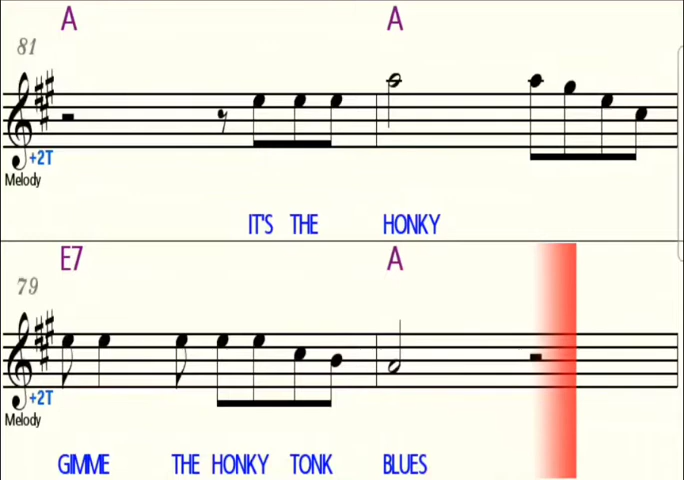 A A
81
+2T
Melody
IT'S THE HONKY
E7 A
79
+2T
Melody
GIMME THE HONKY TONK BLUES